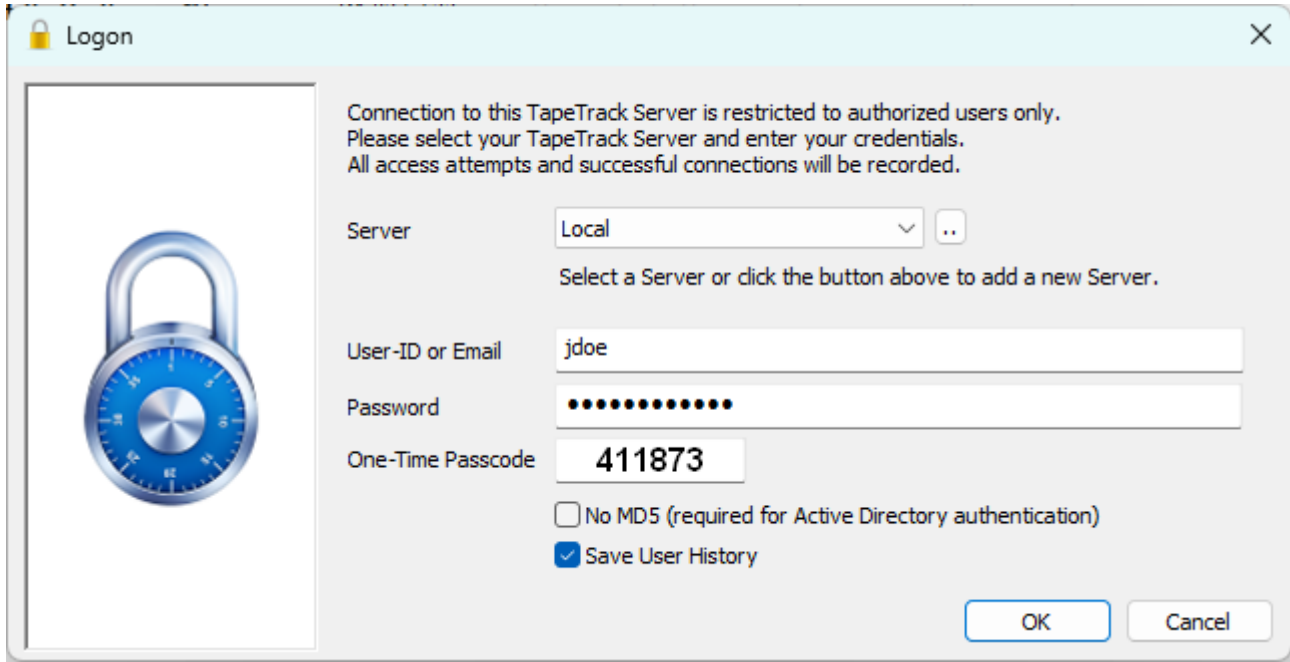 Logon
Connection to this TapeTrack Server is restricted to authorized users only.
Please select your TapeTrack Server and enter your credentials.
All access attempts and successful connections will be recorded.
Server Local ..
Select a Server or click the button above to add a new Server.
User-ID or Email jdoe
Password ••••••••••••
One-Time Passcode 411873
No MD5 (required for Active Directory authentication)
Save User History
OK Cancel